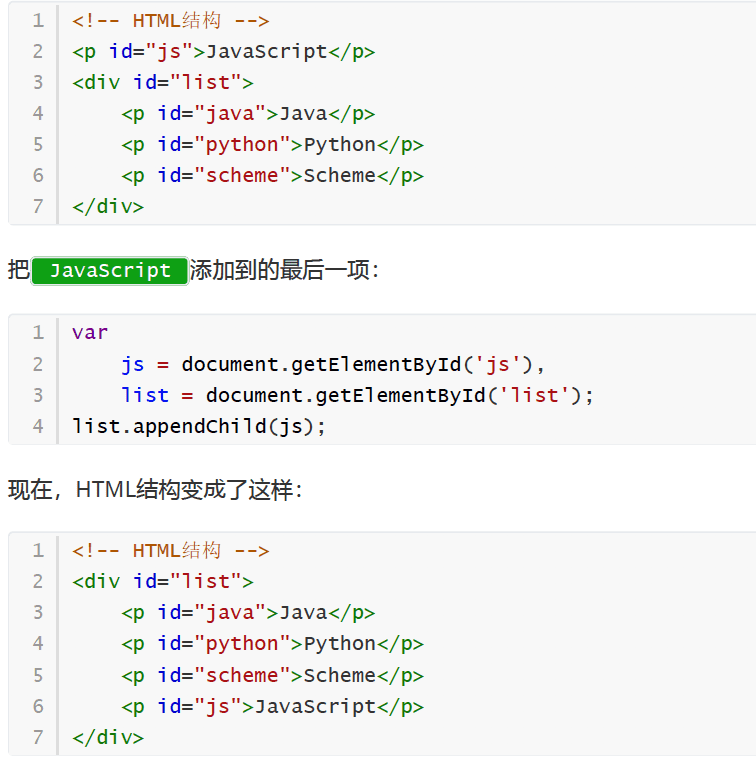 1 <!-- HTML结构 -->
2 <p id="js">JavaScript</p>
3 <div id="list">
4     <p id="java">Java</p>
5     <p id="python">Python</p>
6     <p id="scheme">Scheme</p>
7 </div>
把 JavaScript 添加到的最后一项：
1 var
2     js = document.getElementById('js'),
3     list = document.getElementById('list');
4 list.appendChild(js);
现在，HTML结构变成了这样：
1 <!-- HTML结构 -->
2 <div id="list">
3     <p id="java">Java</p>
4     <p id="python">Python</p>
5     <p id="scheme">Scheme</p>
6     <p id="js">JavaScript</p>
7 </div>